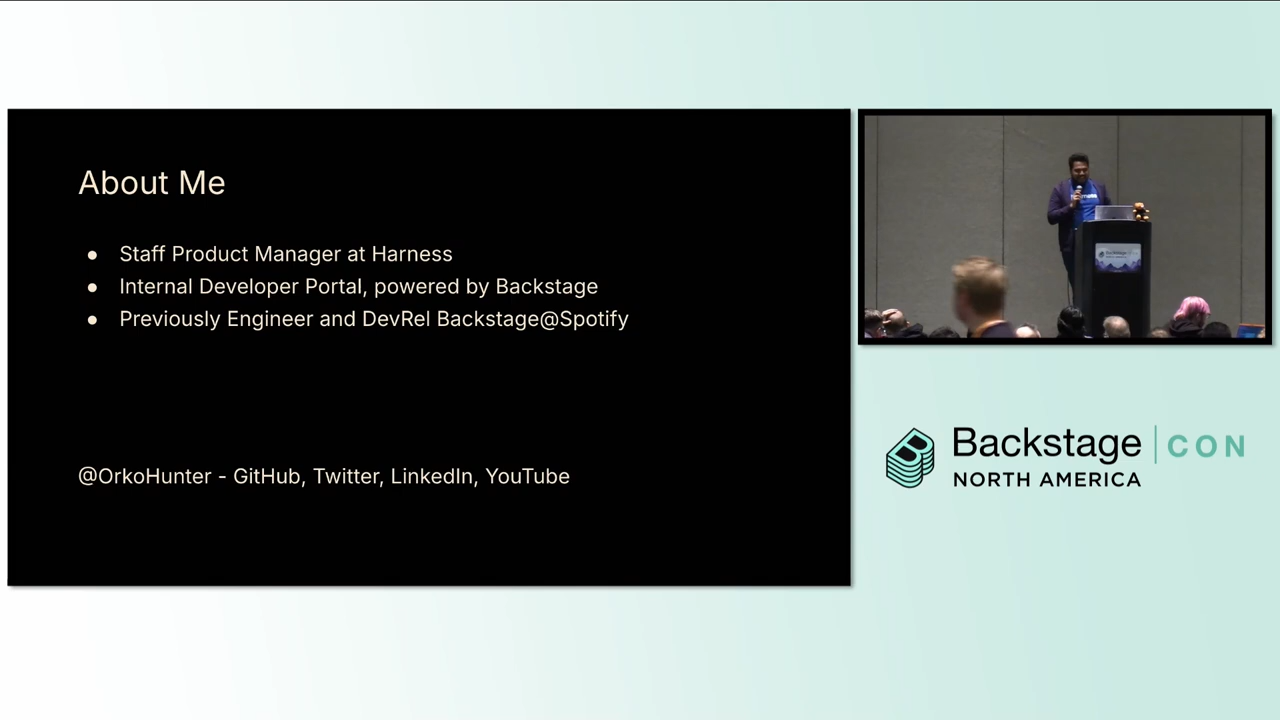 About Me
● Staff Product Manager at Harness
● Internal Developer Portal, powered by Backstage
● Previously Engineer and DevRel Backstage@Spotify
@OrkoHunter - GitHub, Twitter, LinkedIn, YouTube
Backstage | CON
NORTH AMERICA